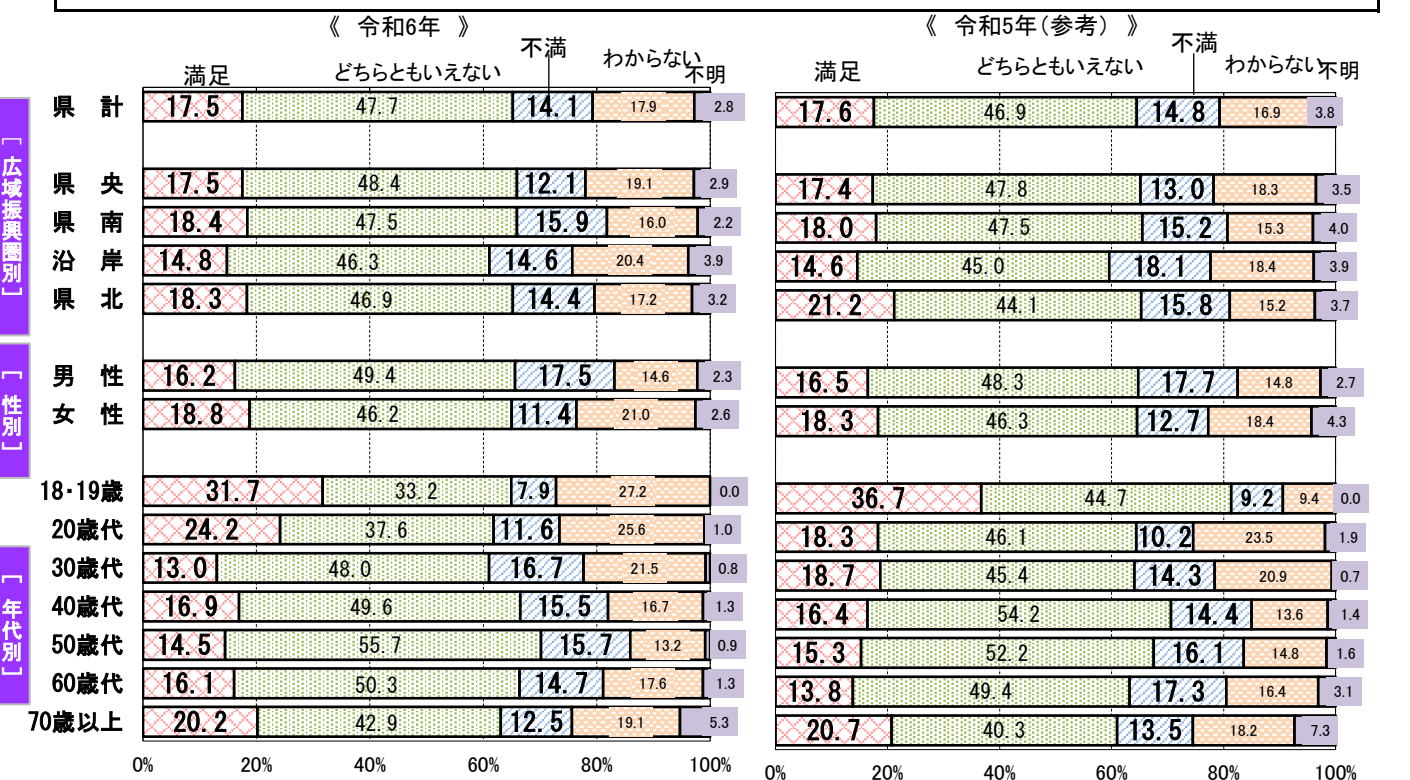 《 令和6年 》
《 令和5年(参考) 》
満足 どちらともいえない 不満 わからない 不明
満足 どちらともいえない 不満 わからない 不明
県 計 17.5 47.7 14.1 17.9 2.8 17.6 46.9 14.8 16.9 3.8
[広域振興圏別]
県 央 17.5 48.4 12.1 19.1 2.9 17.4 47.8 13.0 18.3 3.5
県 南 18.4 47.5 15.9 16.0 2.2 18.0 47.5 15.2 15.3 4.0
沿 岸 14.8 46.3 14.6 20.4 3.9 14.6 45.0 18.1 18.4 3.9
県 北 18.3 46.9 14.4 17.2 3.2 21.2 44.1 15.8 15.2 3.7
[性別]
男 性 16.2 49.4 17.5 14.6 2.3 16.5 48.3 17.7 14.8 2.7
女 性 18.8 46.2 11.4 21.0 2.6 18.3 46.3 12.7 18.4 4.3
[年代別]
18・19歳 31.7 33.2 7.9 27.2 0.0 36.7 44.7 9.2 9.4 0.0
20歳代 24.2 37.6 11.6 25.6 1.0 18.3 46.1 10.2 23.5 1.9
30歳代 13.0 48.0 16.7 21.5 0.8 18.7 45.4 14.3 20.9 0.7
40歳代 16.9 49.6 15.5 16.7 1.3 16.4 54.2 14.4 13.6 1.4
50歳代 14.5 55.7 15.7 13.2 0.9 15.3 52.2 16.1 14.8 1.6
60歳代 16.1 50.3 14.7 17.6 1.3 13.8 49.4 17.3 16.4 3.1
70歳以上 20.2 42.9 12.5 19.1 5.3 20.7 40.3 13.5 18.2 7.3
0% 20% 40% 60% 80% 100% 0% 20% 40% 60% 80% 100%